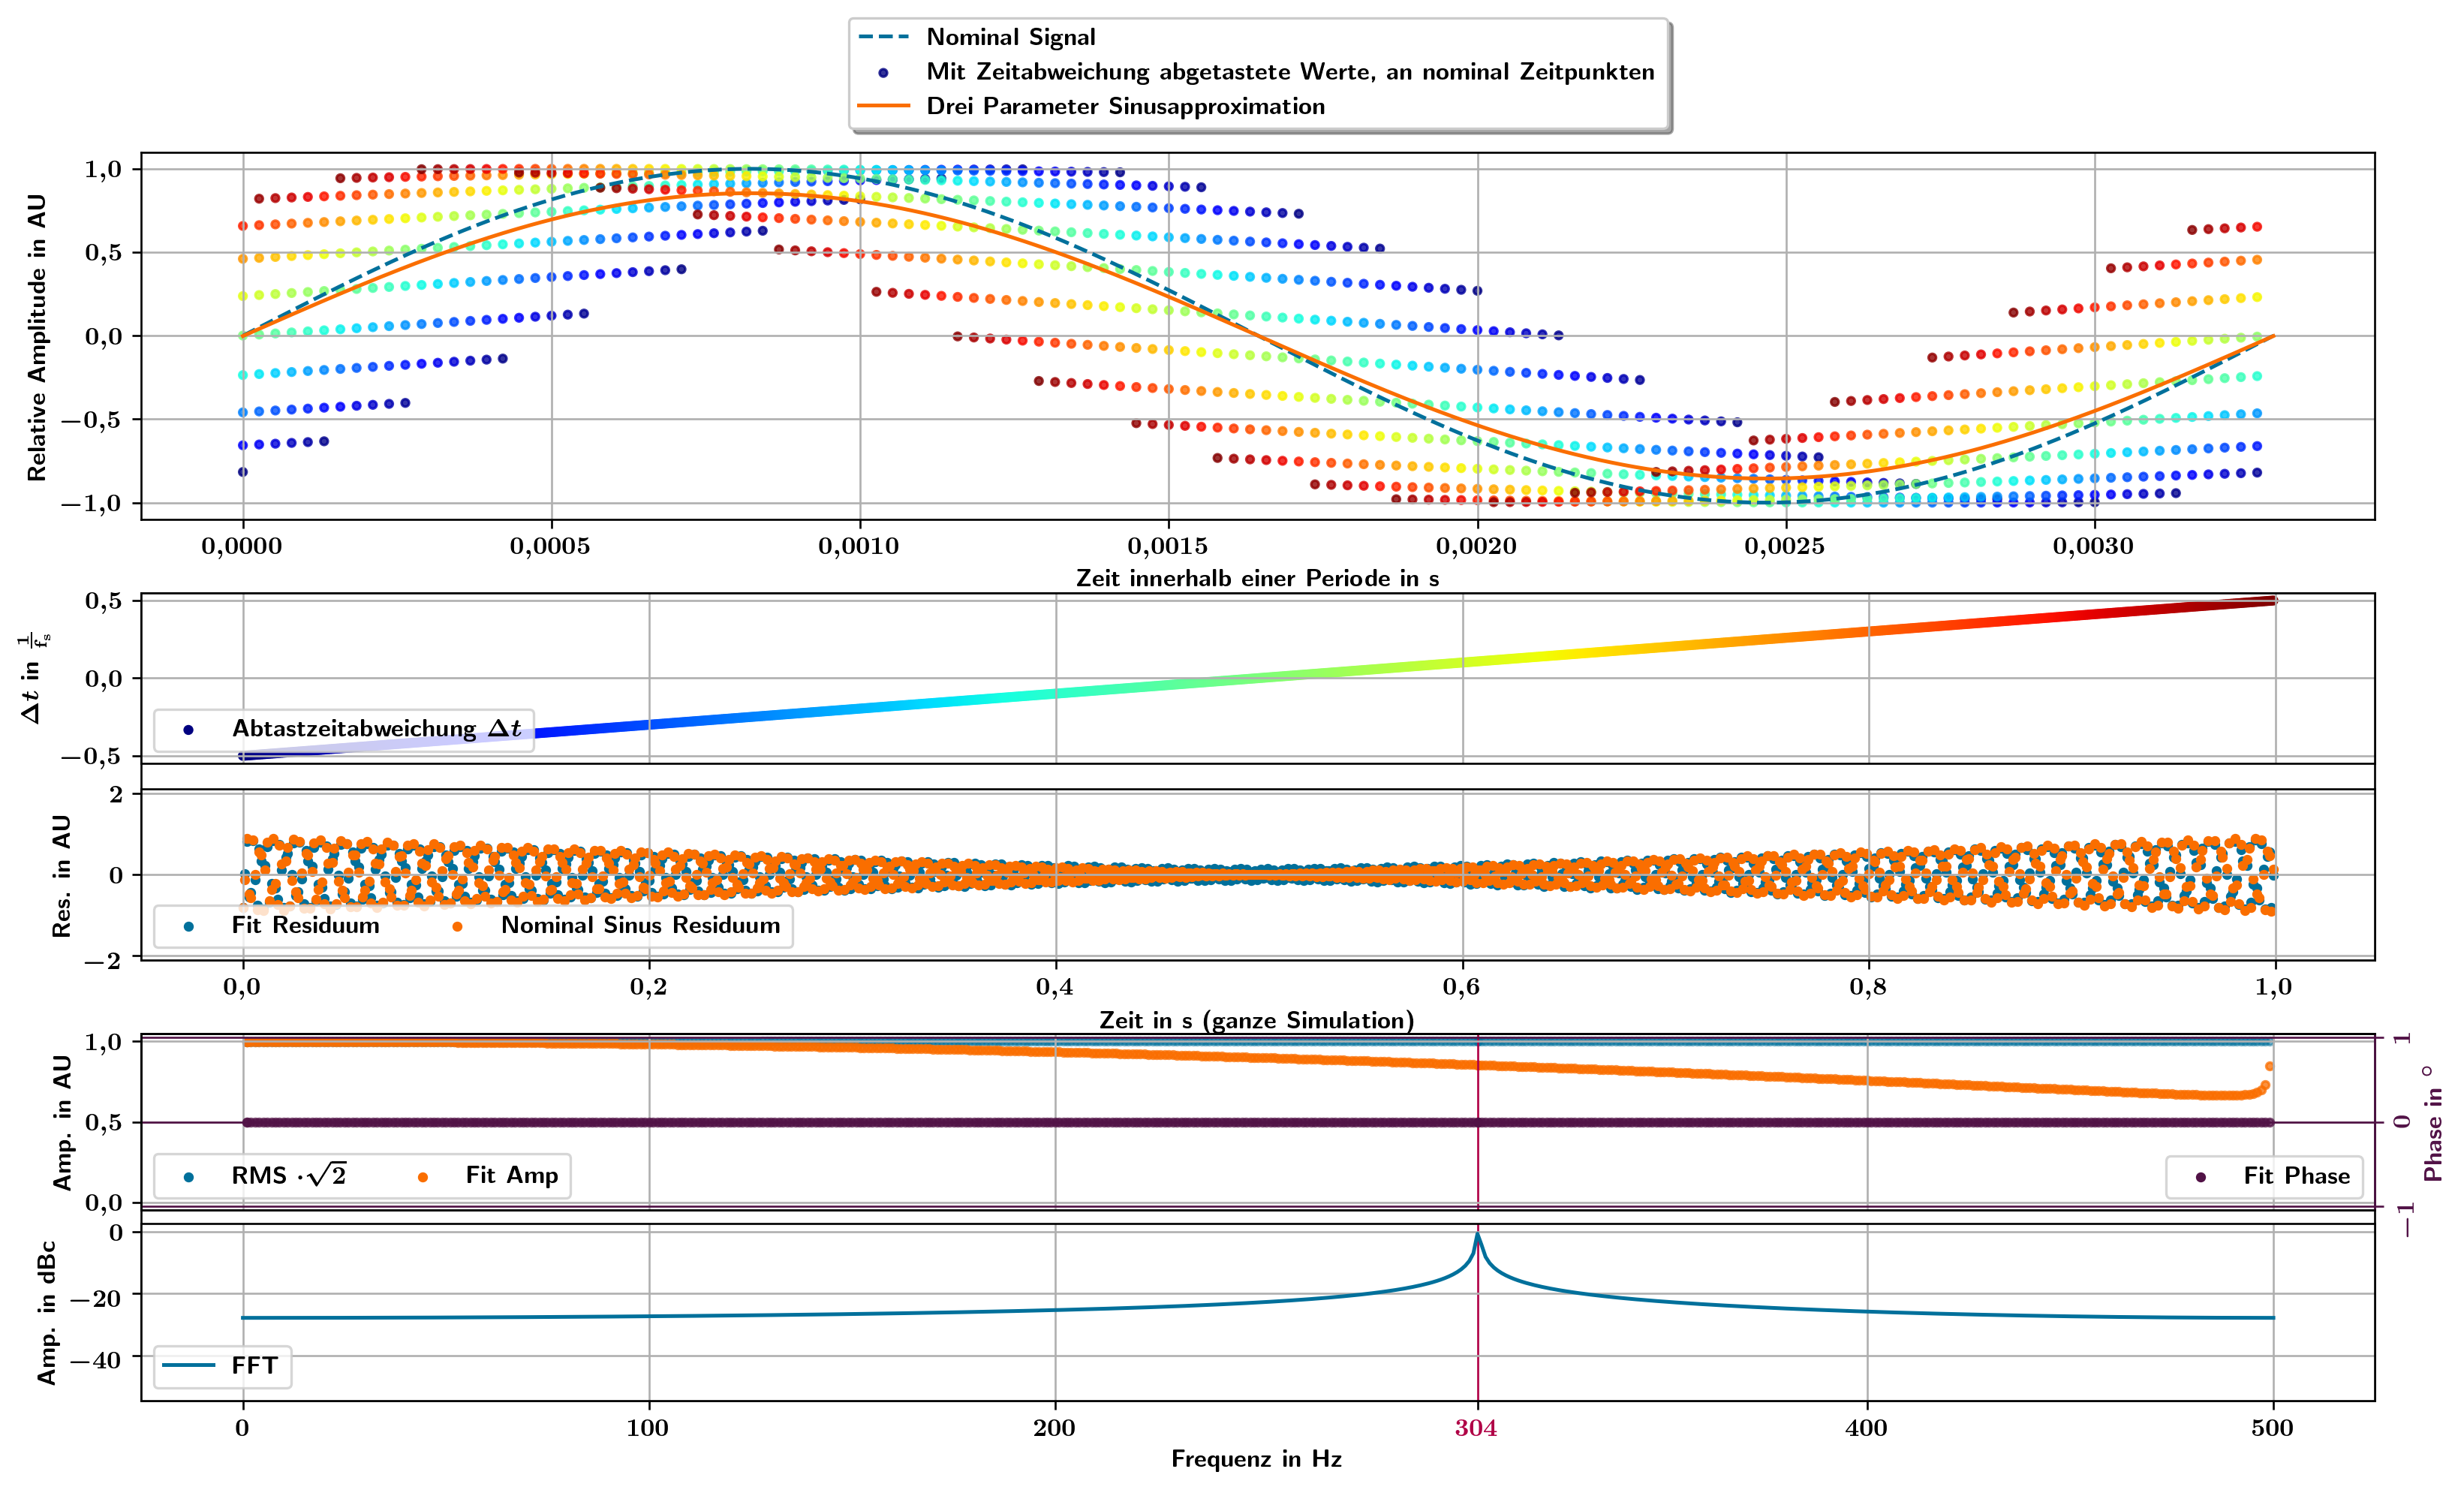 Nominal Signal
Mit Zeitabweichung abgetastete Werte, an nominal Zeitpunkten
Drei Parameter Sinusapproximation
Relative Amplitude in AU
1,0
0,5
0,0
−0,5
−1,0
0,0000 0,0005 0,0010 0,0015 0,0020 0,0025 0,0030
Zeit innerhalb einer Periode in s
Δt in 1/fs
0,5
0,0
−0,5
Abtastzeitabweichung Δt
Res. in AU
2
0
−2
Fit Residuum Nominal Sinus Residuum
0,0 0,2 0,4 0,6 0,8 1,0
Zeit in s (ganze Simulation)
Amp. in AU
1,0
0,5
0,0
RMS ·√2 Fit Amp
Fit Phase
1
0
−1
Phase in °
Amp. in dBc
0
−20
−40
FFT
0 100 200 304 400 500
Frequenz in Hz